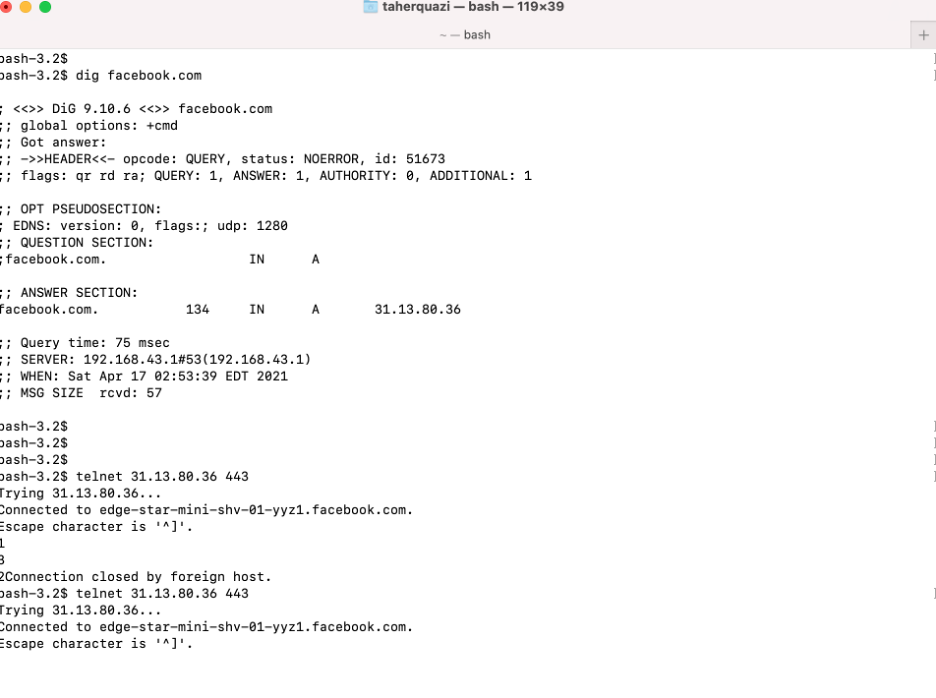 taherquazi — bash — 119×39
~ — bash
bash-3.2$
bash-3.2$ dig facebook.com
; <<>> DiG 9.10.6 <<>> facebook.com
;; global options: +cmd
;; Got answer:
;; ->>HEADER<<- opcode: QUERY, status: NOERROR, id: 51673
;; flags: qr rd ra; QUERY: 1, ANSWER: 1, AUTHORITY: 0, ADDITIONAL: 1
;; OPT PSEUDOSECTION:
; EDNS: version: 0, flags:; udp: 1280
;; QUESTION SECTION:
;facebook.com. IN A
;; ANSWER SECTION:
facebook.com. 134 IN A 31.13.80.36
;; Query time: 75 msec
;; SERVER: 192.168.43.1#53(192.168.43.1)
;; WHEN: Sat Apr 17 02:53:39 EDT 2021
;; MSG SIZE rcvd: 57
bash-3.2$
bash-3.2$
bash-3.2$
bash-3.2$ telnet 31.13.80.36 443
Trying 31.13.80.36...
Connected to edge-star-mini-shv-01-yyz1.facebook.com.
Escape character is '^]'.
1
3
2Connection closed by foreign host.
bash-3.2$ telnet 31.13.80.36 443
Trying 31.13.80.36...
Connected to edge-star-mini-shv-01-yyz1.facebook.com.
Escape character is '^]'.